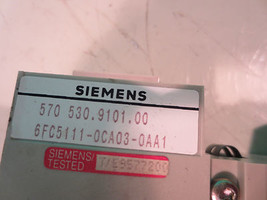 SIEMENS
570 530.9101.00
6FC5111-0CA03-0AA1
SIEMENS/
TESTED